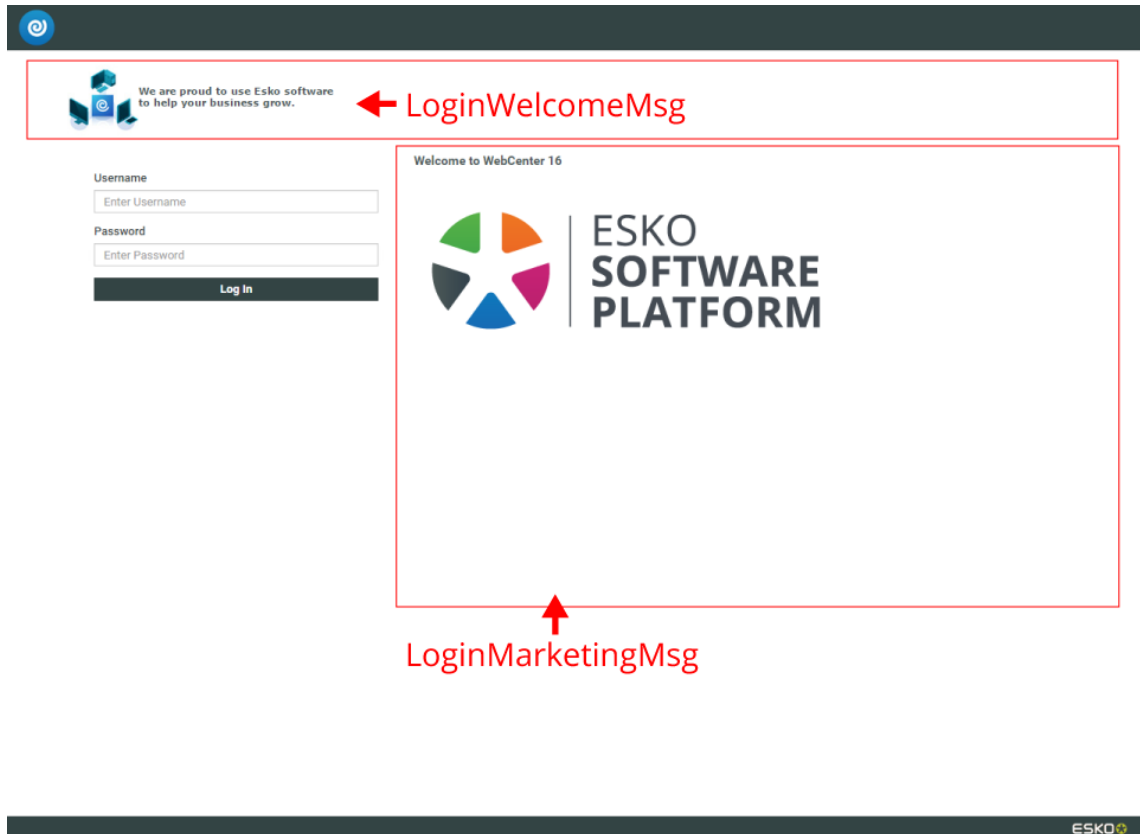 We are proud to use Esko software
to help your business grow.
LoginWelcomeMsg
Welcome to WebCenter 16
Username
Enter Username
Password
Enter Password
Log In
ESKO
SOFTWARE
PLATFORM
LoginMarketingMsg
ESKO